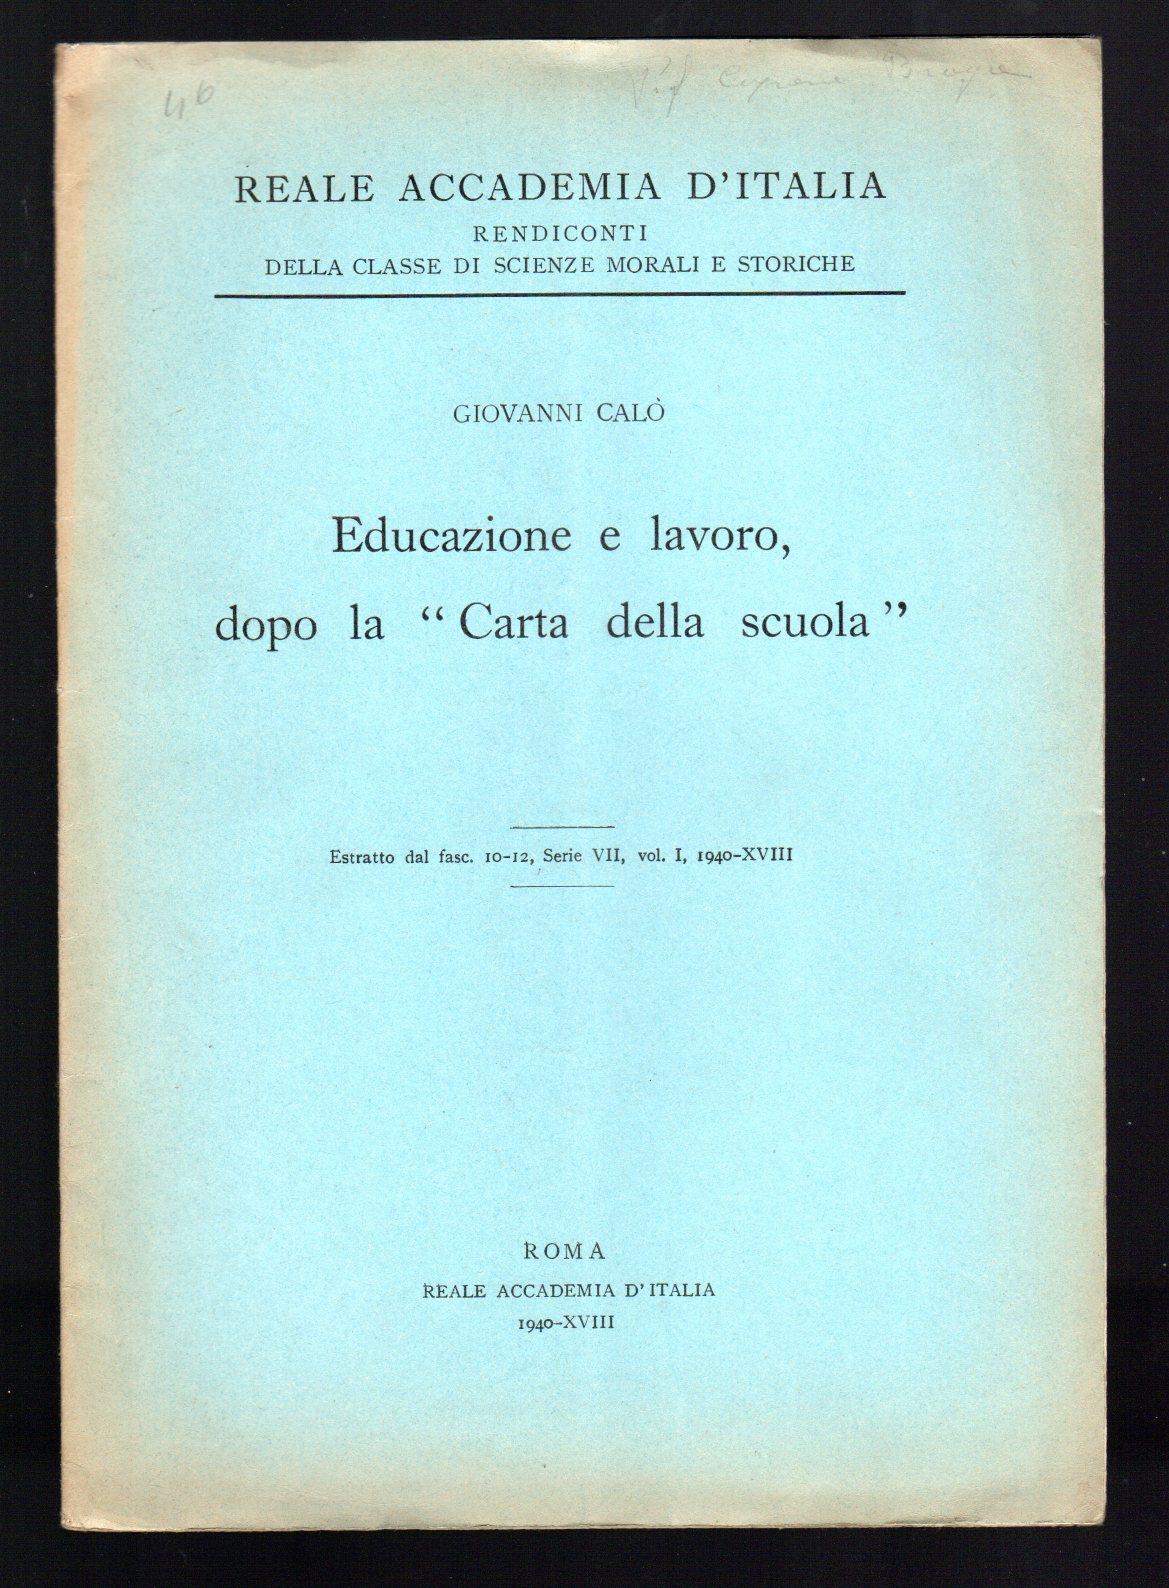 46
REALE ACCADEMIA D'ITALIA
RENDICONTI
DELLA CLASSE DI SCIENZE MORALI E STORICHE
GIOVANNI CALÒ
Educazione e lavoro,
dopo la “Carta della scuola”
Estratto dal fasc. 10-12, Serie VII, vol. I, 1940-XVIII
ROMA
REALE ACCADEMIA D'ITALIA
1940-XVIII